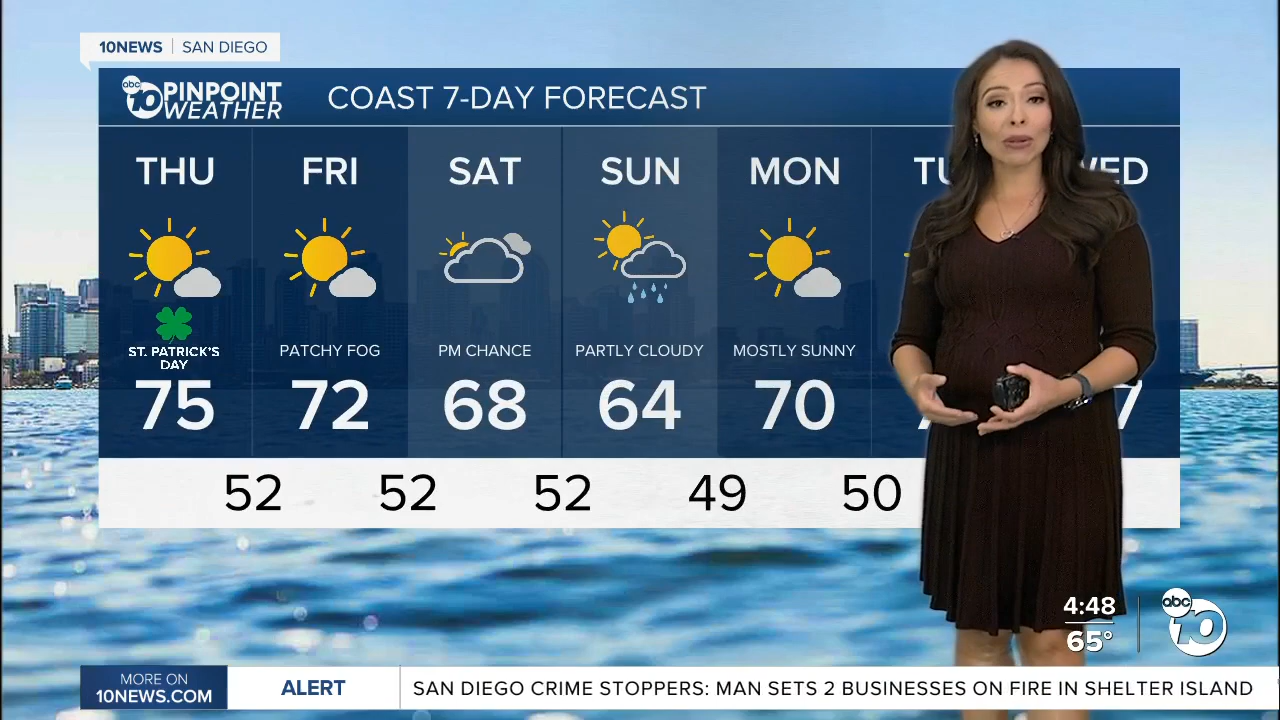 10NEWS | SAN DIEGO
abc 10 PINPOINT WEATHER
COAST 7-DAY FORECAST
THU FRI SAT SUN MON
ST. PATRICK'S DAY
PATCHY FOG
PM CHANCE
PARTLY CLOUDY
MOSTLY SUNNY
75 72 68 64 70
52 52 52 49 50
4:48
65°
abc 10
MORE ON
10NEWS.COM
ALERT
SAN DIEGO CRIME STOPPERS: MAN SETS 2 BUSINESSES ON FIRE IN SHELTER ISLAND